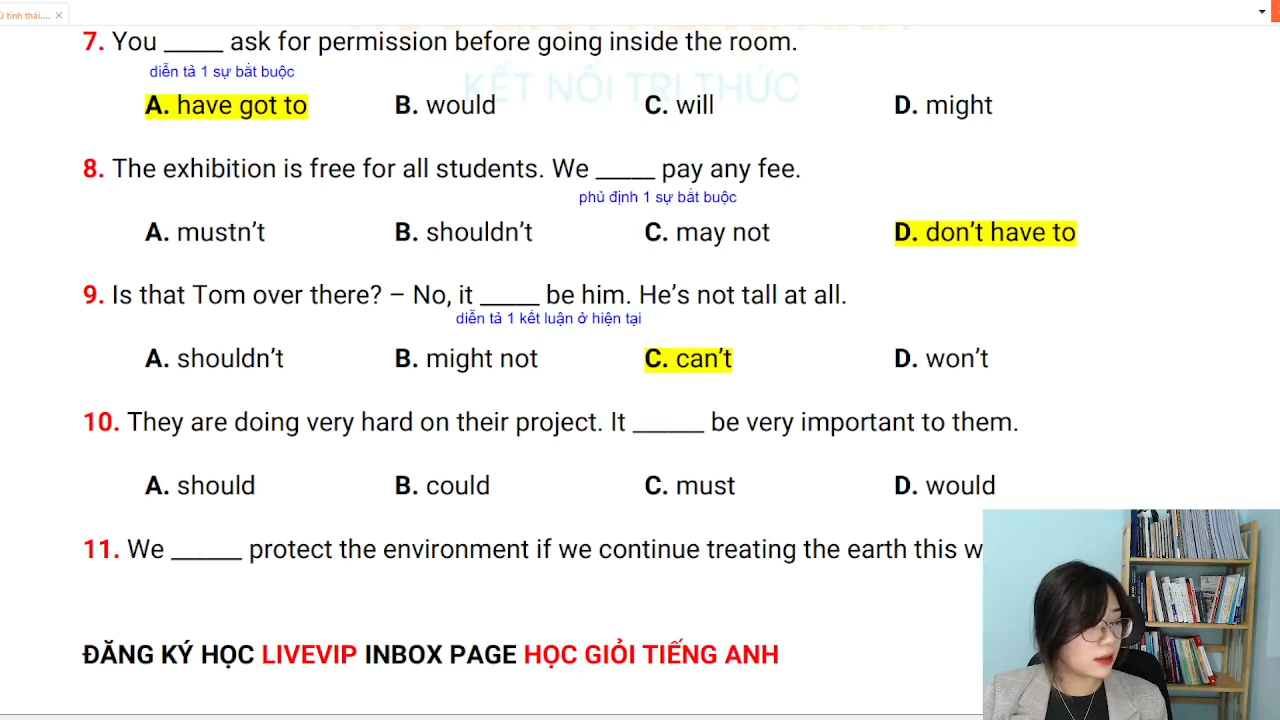 ừ tình thái....
7. You _____ ask for permission before going inside the room.
diễn tả 1 sự bắt buộc
KẾT NỐI TRI THỨC
A. have got to B. would C. will D. might
8. The exhibition is free for all students. We _____ pay any fee.
phủ định 1 sự bắt buộc
A. mustn't B. shouldn't C. may not D. don't have to
9. Is that Tom over there? – No, it _____ be him. He's not tall at all.
diễn tả 1 kết luận ở hiện tại
A. shouldn't B. might not C. can't D. won't
10. They are doing very hard on their project. It ______ be very important to them.
A. should B. could C. must D. would
11. We ______ protect the environment if we continue treating the earth this w
ĐĂNG KÝ HỌC LIVEVIP INBOX PAGE HỌC GIỎI TIẾNG ANH